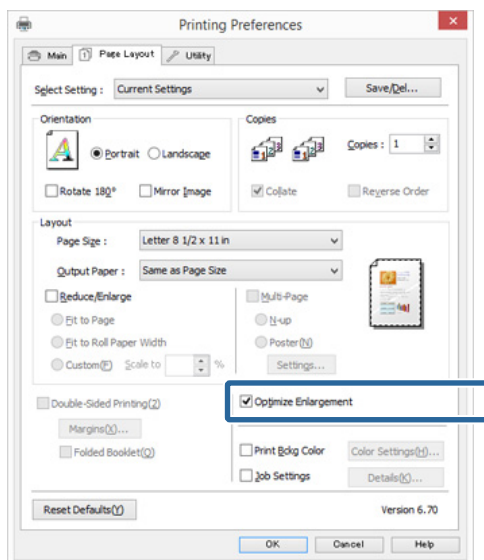 Printing Preferences
Main Page Layout Utility
Select Setting : Current Settings Save/Del...
Orientation Copies
Portrait Landscape Copies : 1
Rotate 180° Mirror Image Collate Reverse Order
Layout
Page Size : Letter 8 1/2 x 11 in
Output Paper : Same as Page Size
Reduce/Enlarge Multi-Page
Fit to Page N-up
Fit to Roll Paper Width Poster(N)
Custom(F) Scale to % Settings...
Double-Sided Printing(2) Optimize Enlargement
Margins(X)...
Folded Booklet(O) Print Bckg Color Color Settings(H)...
Job Settings Details(K)...
Reset Defaults(Y) Version 6.70
OK Cancel Help